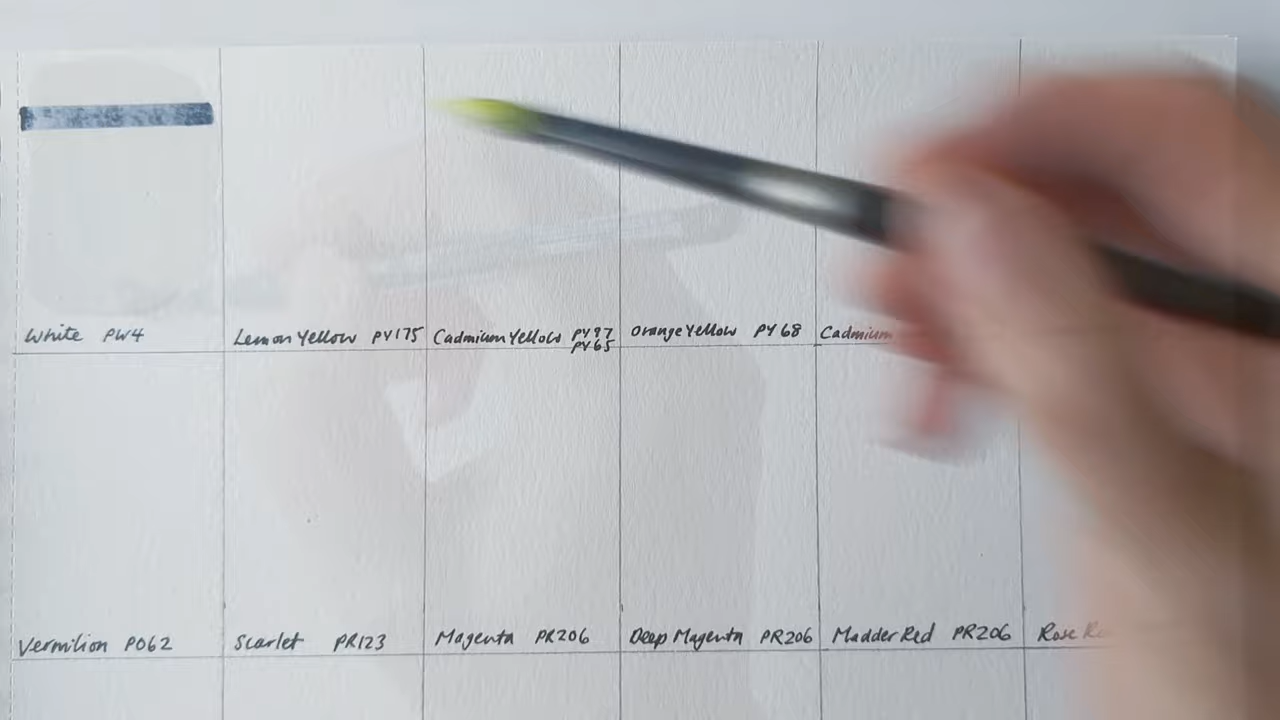 White PW4
Lemon Yellow PY175
Cadmium Yellow PY97
PY65
Orange Yellow PY68
Cadmium
Vermilion PO62
Scarlet PR123
Magenta PR206
Deep Magenta PR206
Madder Red PR206
Rose